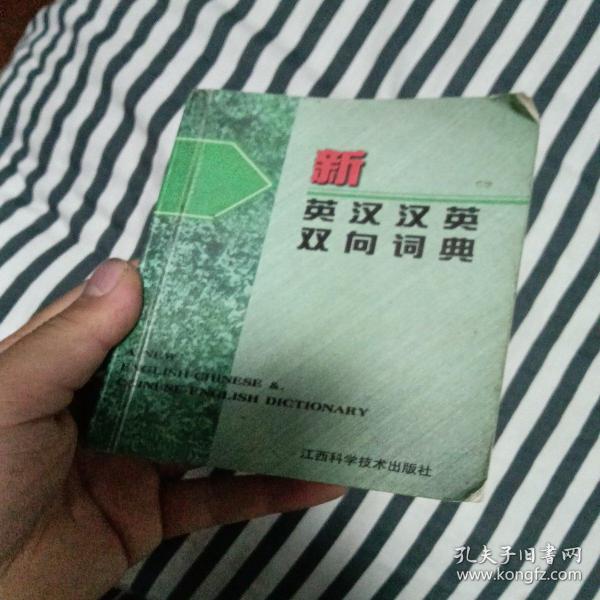 新
英汉汉英
双向词典
A NEW
ENGLISH-CHINESE &
CHINESE-ENGLISH DICTIONARY
江西科学技术出版社
孔夫子旧书网
www.kongfz.com